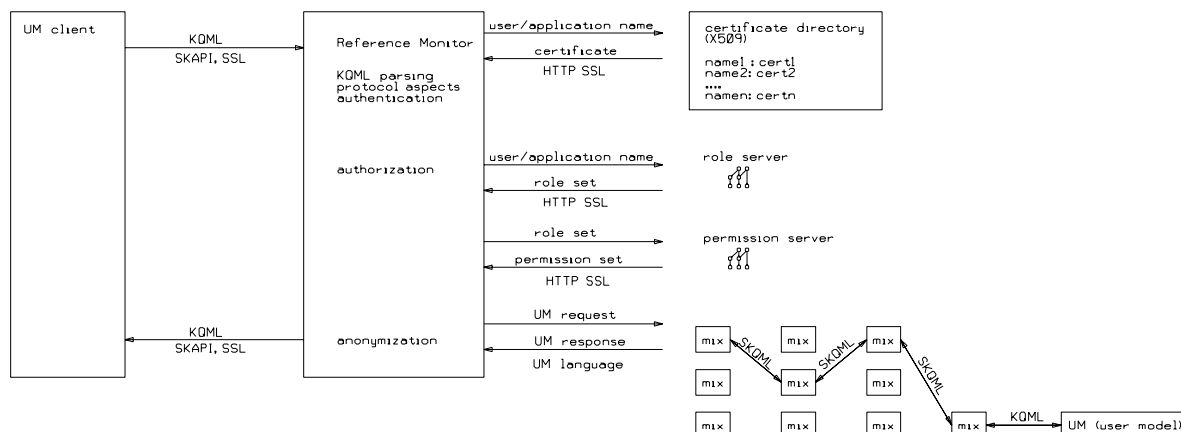 UM client
KQML
SKAPI, SSL
Reference Monitor
KQML parsing
protocol aspects
authentication
user/application name
certificate
HTTP SSL
certificate directory
(X509)
name1 : cert1
name2: cert2
....
namen: certn
authorization
user/application name
role set
HTTP SSL
role server
role set
permission set
HTTP SSL
permission server
KQML
SKAPI, SSL
anonymization
UM request
UM response
UM language
mix
mix
mix
SKQML
SKQML
SKQML
mix
mix
mix
mix
mix
mix
mix
KQML
UM (user model)